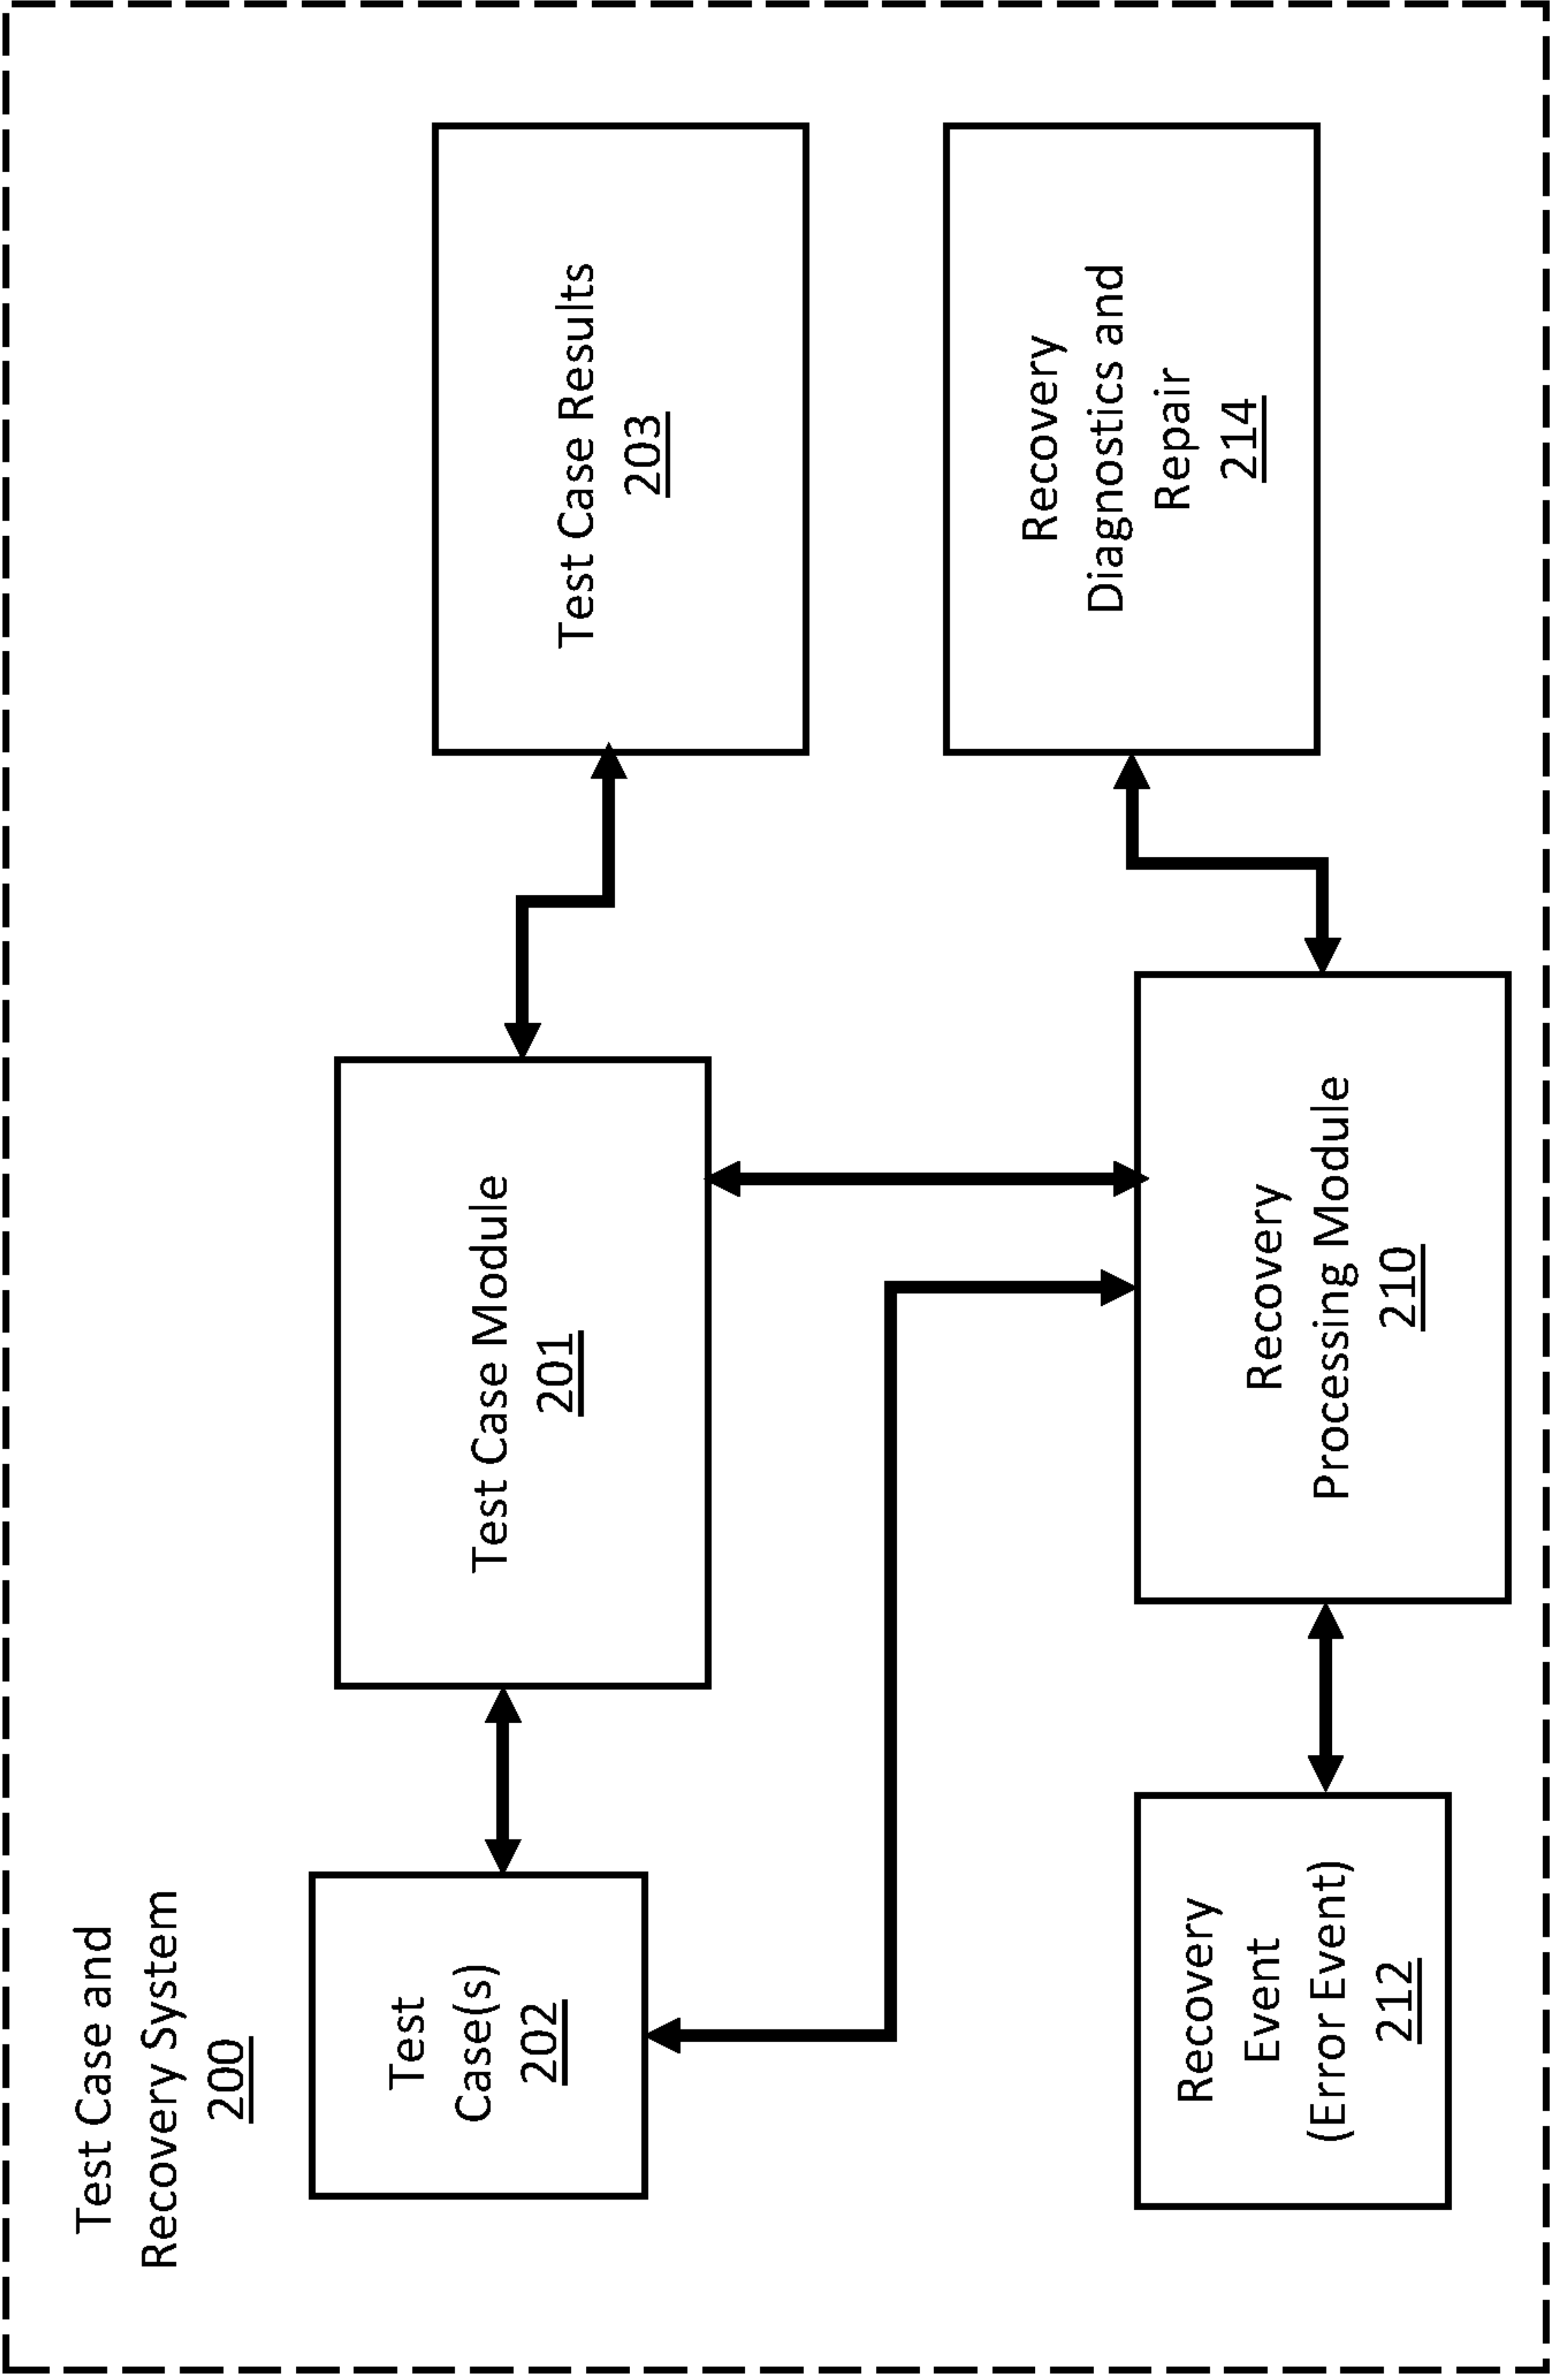 Test Case and
Recovery System
200
Test
Case(s)
202
Test Case Module
201
Test Case Results
203
Recovery
Event
(Error Event)
212
Recovery
Processing Module
210
Recovery
Diagnostics and
Repair
214